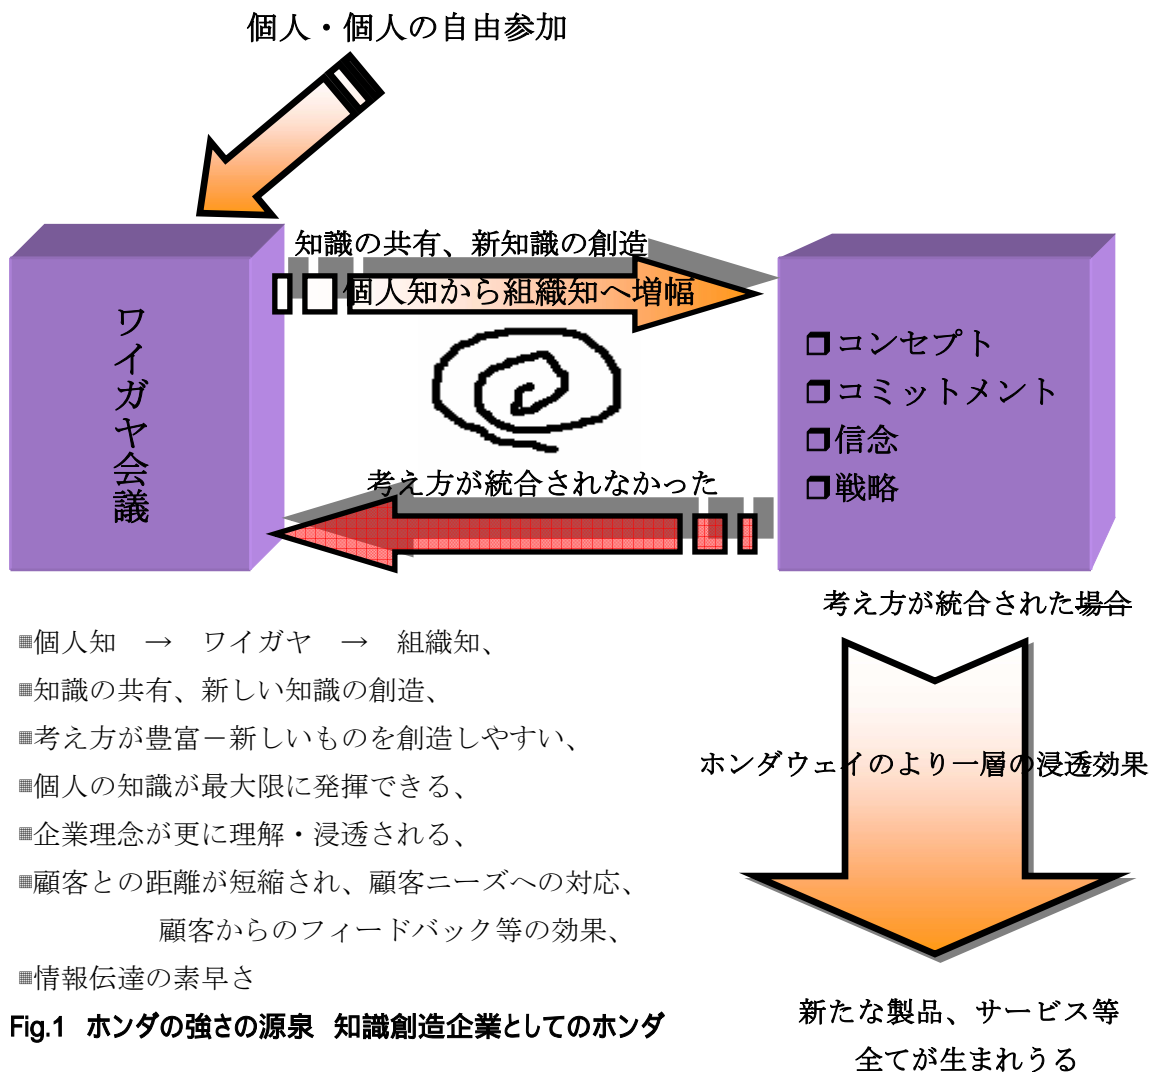 個人・個人の自由参加
知識の共有、新知識の創造
個人知から組織知へ増幅
ワイガヤ会議
❒コンセプト
❒コミットメント
❒信念
❒戦略
考え方が統合されなかった
考え方が統合された場合
▦個人知　→　ワイガヤ　→　組織知、
▦知識の共有、新しい知識の創造、
▦考え方が豊富－新しいものを創造しやすい、
▦個人の知識が最大限に発揮できる、
▦企業理念が更に理解・浸透される、
▦顧客との距離が短縮され、顧客ニーズへの対応、
顧客からのフィードバック等の効果、
▦情報伝達の素早さ
ホンダウェイのより一層の浸透効果
新たな製品、サービス等
全てが生まれうる
Fig.1 ホンダの強さの源泉 知識創造企業としてのホンダ